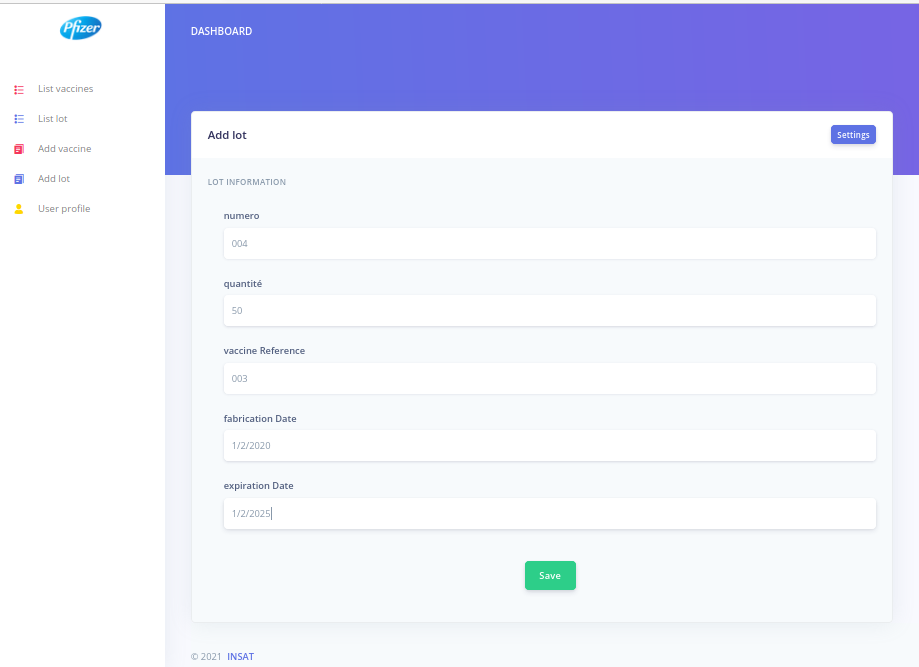 Pfizer
List vaccines
List lot
Add vaccine
Add lot
User profile
DASHBOARD
Add lot
Settings
LOT INFORMATION
numero
004
quantité
50
vaccine Reference
003
fabrication Date
1/2/2020
expiration Date
1/2/2025
Save
© 2021 INSAT